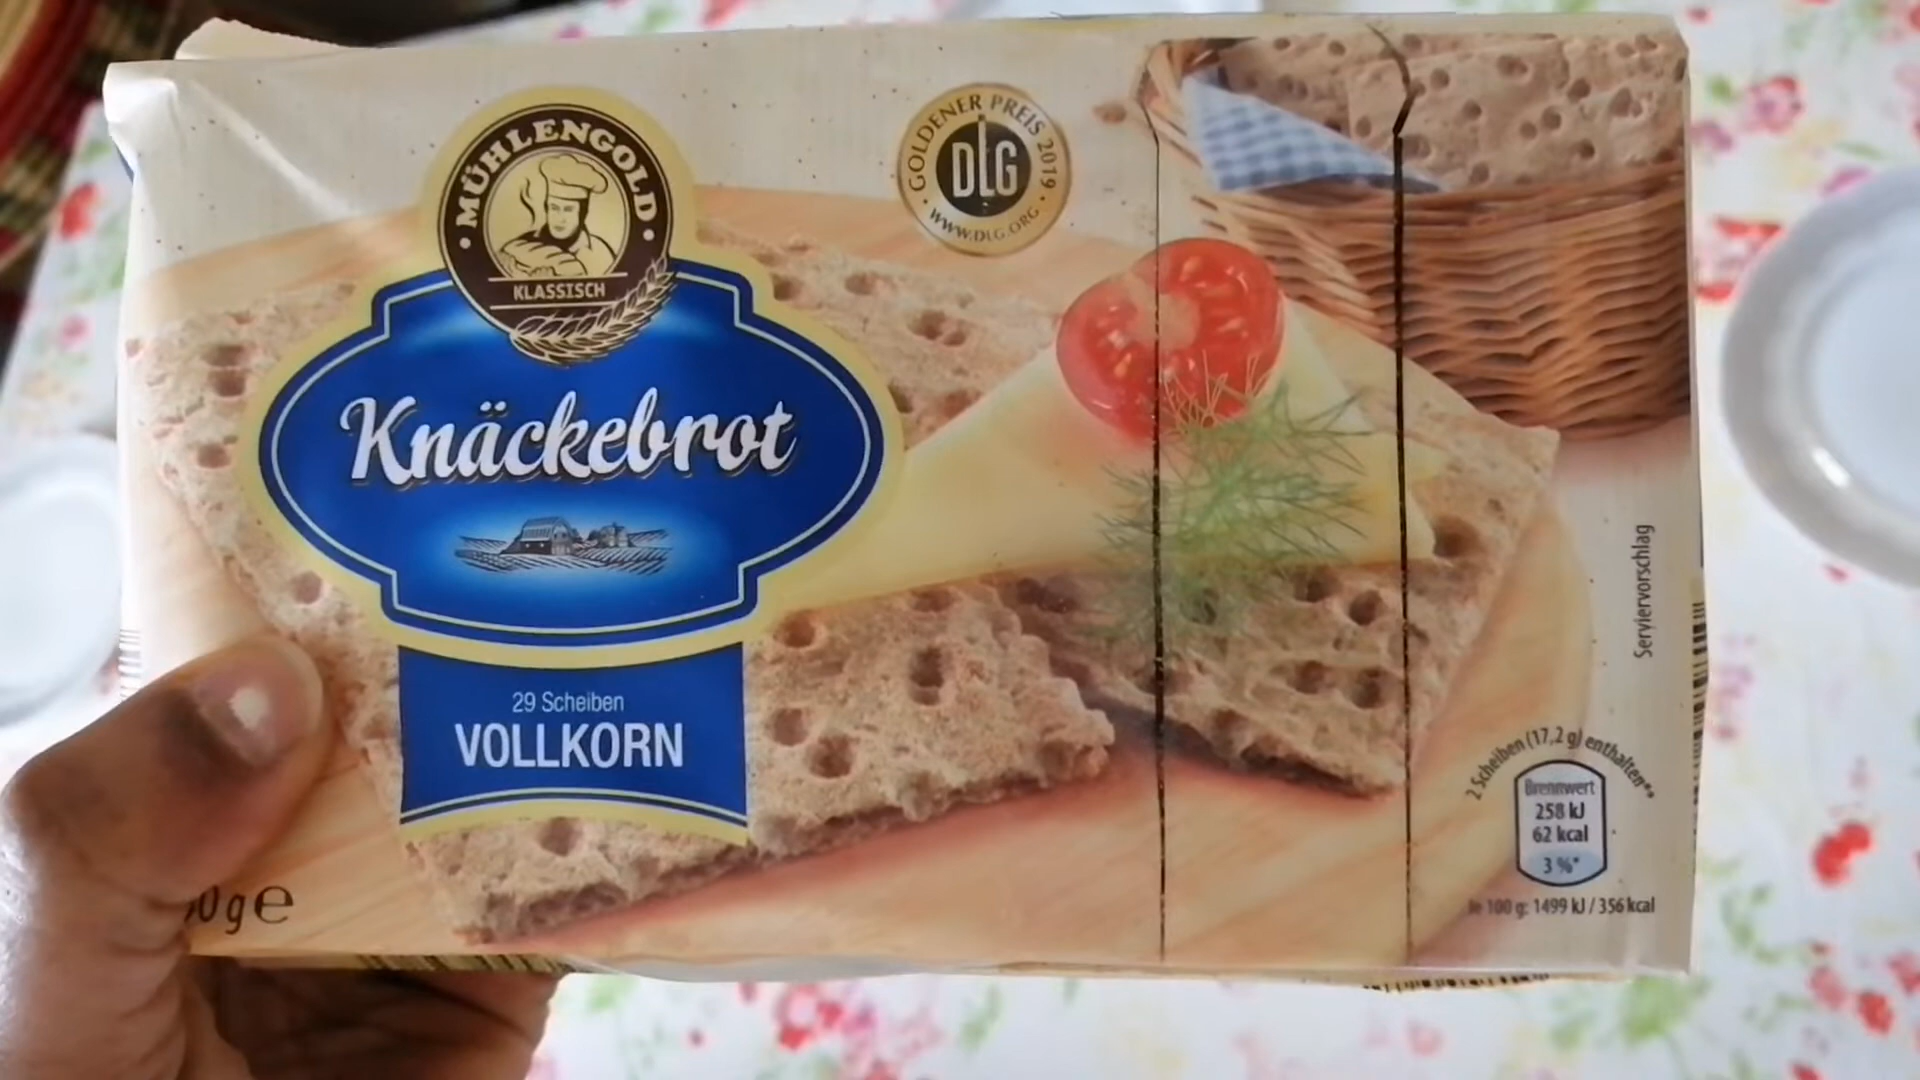 MÜHLENGOLD
KLASSISCH
GOLDENER PREIS 2019
DLG
WWW.DLG.ORG
Knäckebrot
29 Scheiben
VOLLKORN
Serviervorschlag
2 Scheiben (17,2 g) enthalten**
Brennwert
258 kJ
62 kcal
3 %*
Je 100 g: 1499 kJ / 356 kcal
g e